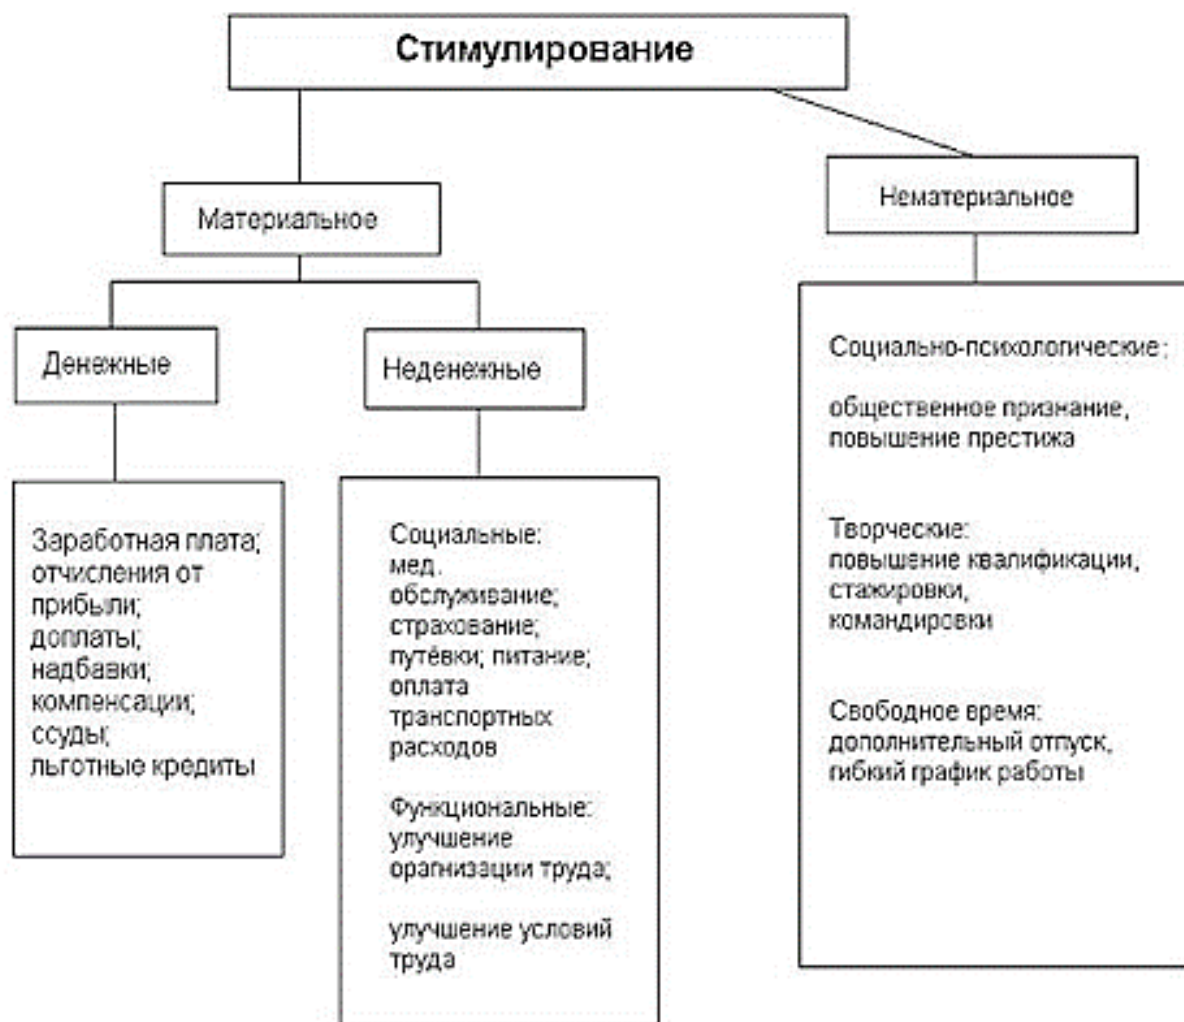 Стимулирование
Материальное
Нематериальное
Денежные
Неденежные
Заработная плата;
отчисления от
прибыли;
доплаты;
надбавки;
компенсации;
ссуды;
льготные кредиты
Социальные:
мед.
обслуживание;
страхование;
путёвки; питание;
оплата
транспортных
расходов
Функциональные:
улучшение
орагнизации труда;
улучшение условий
труда
Социально-психологические:
общественное признание,
повышение престижа
Творческие:
повышение квалификации,
стажировки,
командировки
Свободное время:
дополнительный отпуск,
гибкий график работы